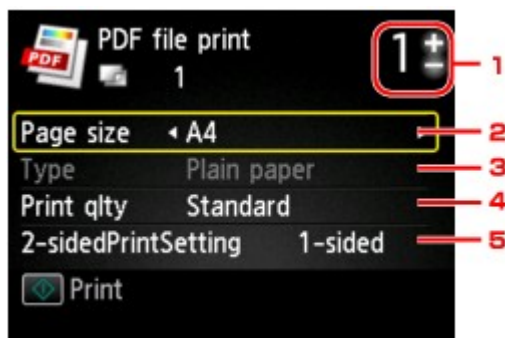 PDF file print
PDF
1
1 + -
1
Page size A4
2
Type Plain paper
3
Print qlty Standard
4
2-sidedPrintSetting 1-sided
5
Print